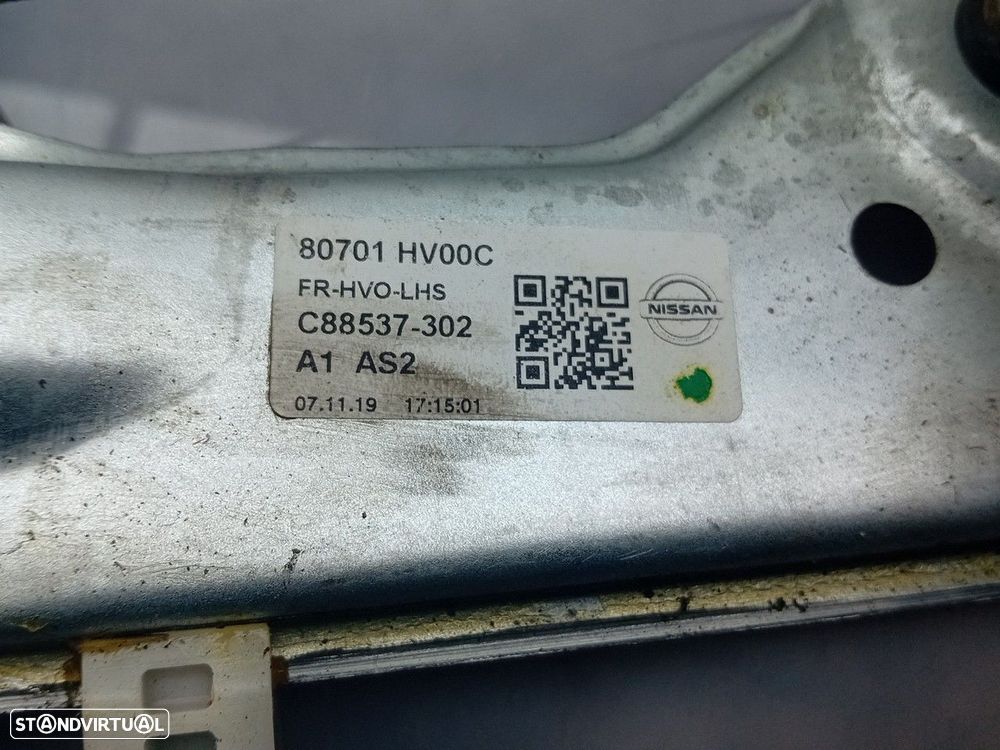 80701 HV00C
FR-HVO-LHS
C88537-302
A1 AS2
07.11.19 17:15:01
NISSAN
STANDVIRTUAL